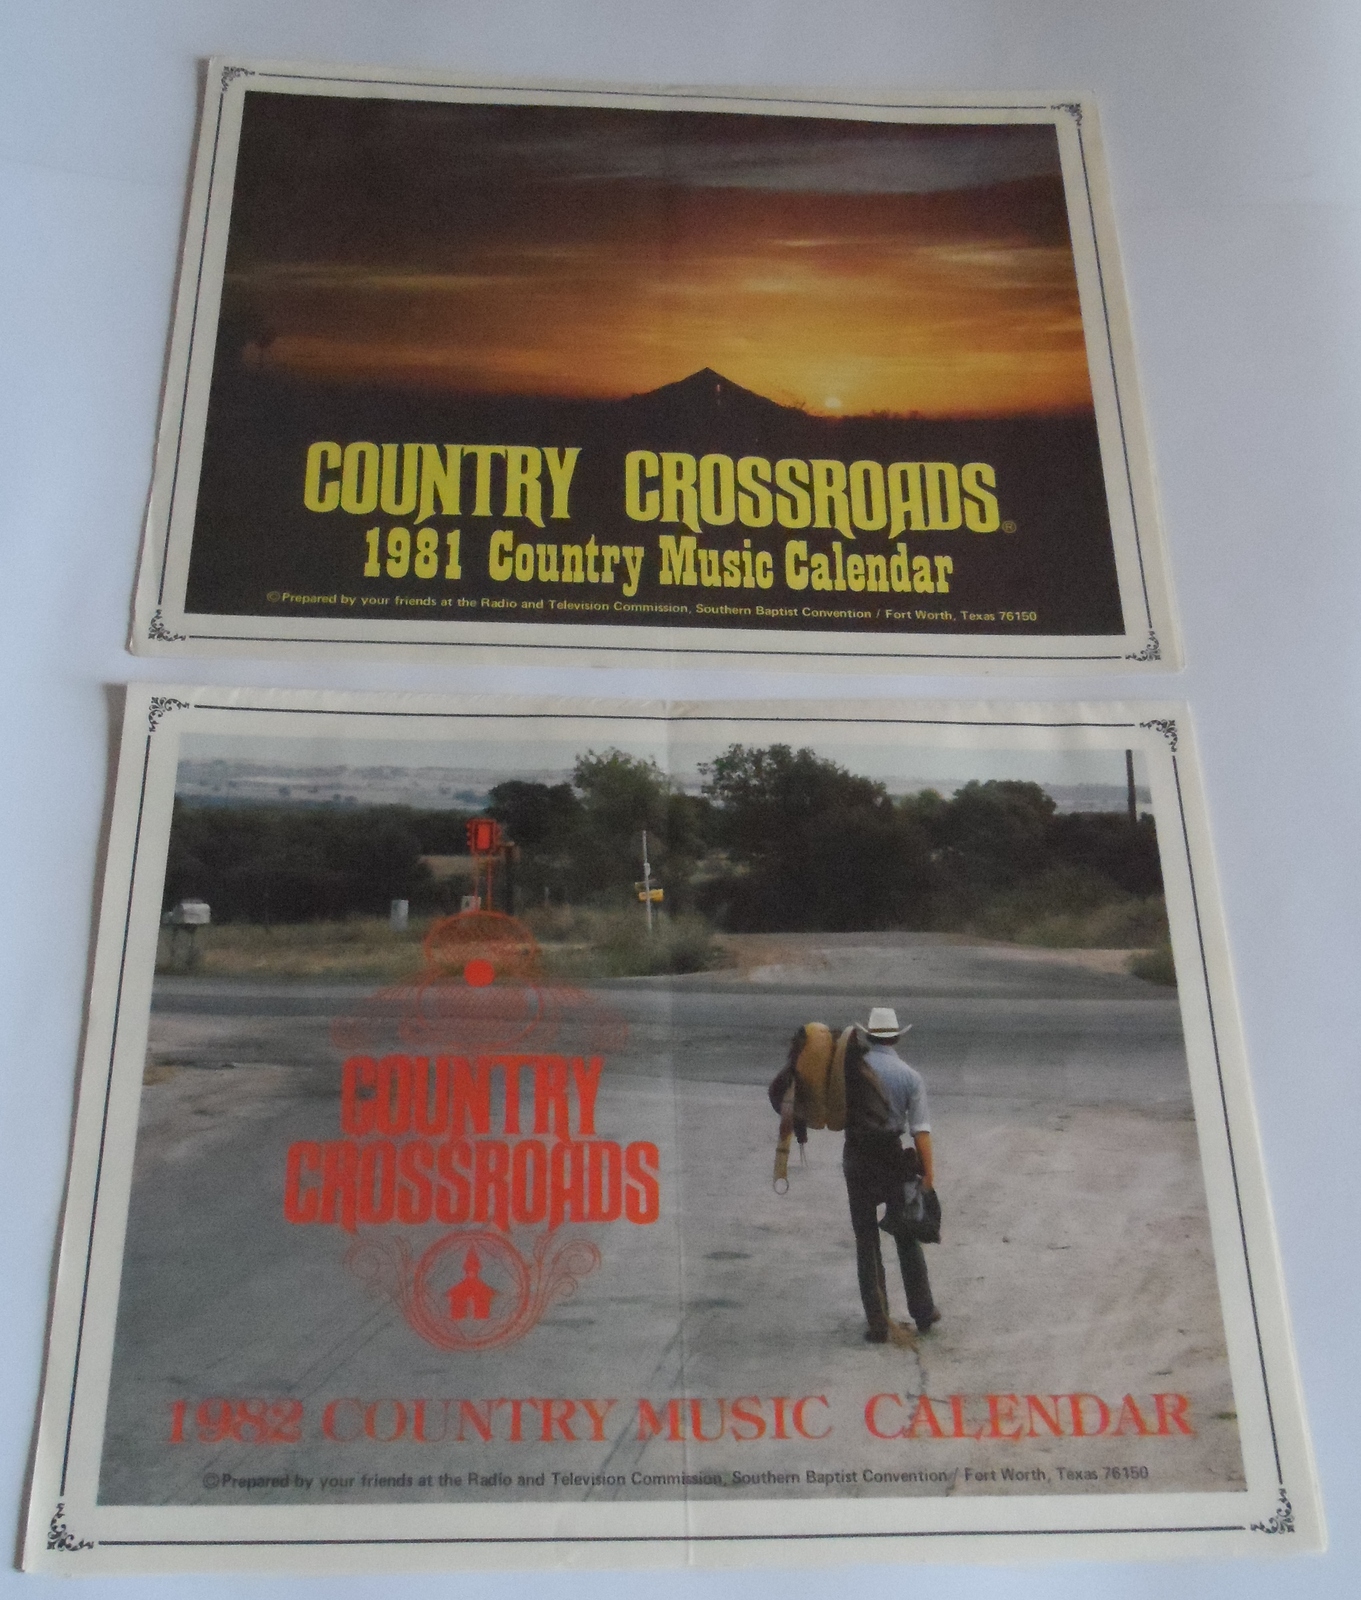 COUNTRY CROSSROADS®
1981 Country Music Calendar
©Prepared by your friends at the Radio and Television Commission, Southern Baptist Convention / Fort Worth, Texas 76150
COUNTRY
CROSSROADS
1982 COUNTRY MUSIC CALENDAR
©Prepared by your friends at the Radio and Television Commission, Southern Baptist Convention / Fort Worth, Texas 76150